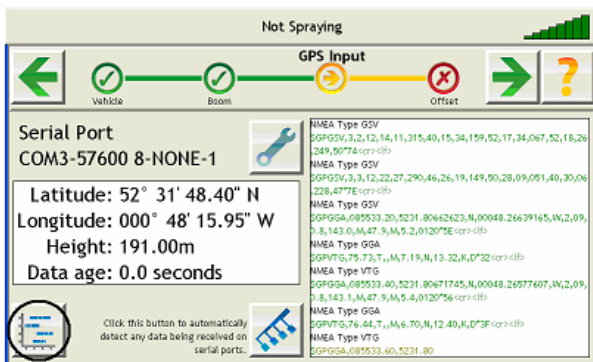 Not Spraying
GPS Input
Vehicle
Boom
Offset
?
Serial Port
COM3-57600 8-NONE-1
Latitude: 52° 31' 48.40" N
Longitude: 000° 48' 15.95" W
Height: 191.00m
Data age: 0.0 seconds
Click this button to automatically
detect any data being received on
serial ports.
NMEA Type GSV
$GPGSV,3,2,12,14,11,315,40,15,34,159,52,17,34,067,52,18,26
,249,50*74<cr><lf>
NMEA Type GSV
$GPGSV,3,3,12,22,27,290,46,26,19,149,50,28,09,051,40,30,06
,228,47*7E<cr><lf>
NMEA Type GSV
$GPGGA,085533.20,5231.80662623,N,00048.26639165,W,2,09,
0.8,143.0,M,47.9,M,5.2,0120*5E<cr><lf>
NMEA Type GGA
$GPVTG,75.73,T,,M,7.19,N,13.32,K,D*32<cr><lf>
NMEA Type VTG
$GPGGA,085533.40,5231.80671745,N,00048.26577607,W,2,09,
0.8,143.1,M,47.9,M,5.4,0120*56<cr><lf>
NMEA Type GGA
$GPVTG,76.44,T,,M,6.70,N,12.40,K,D*3F<cr><lf>
NMEA Type VTG
$GPGGA,085533.60,5231.80